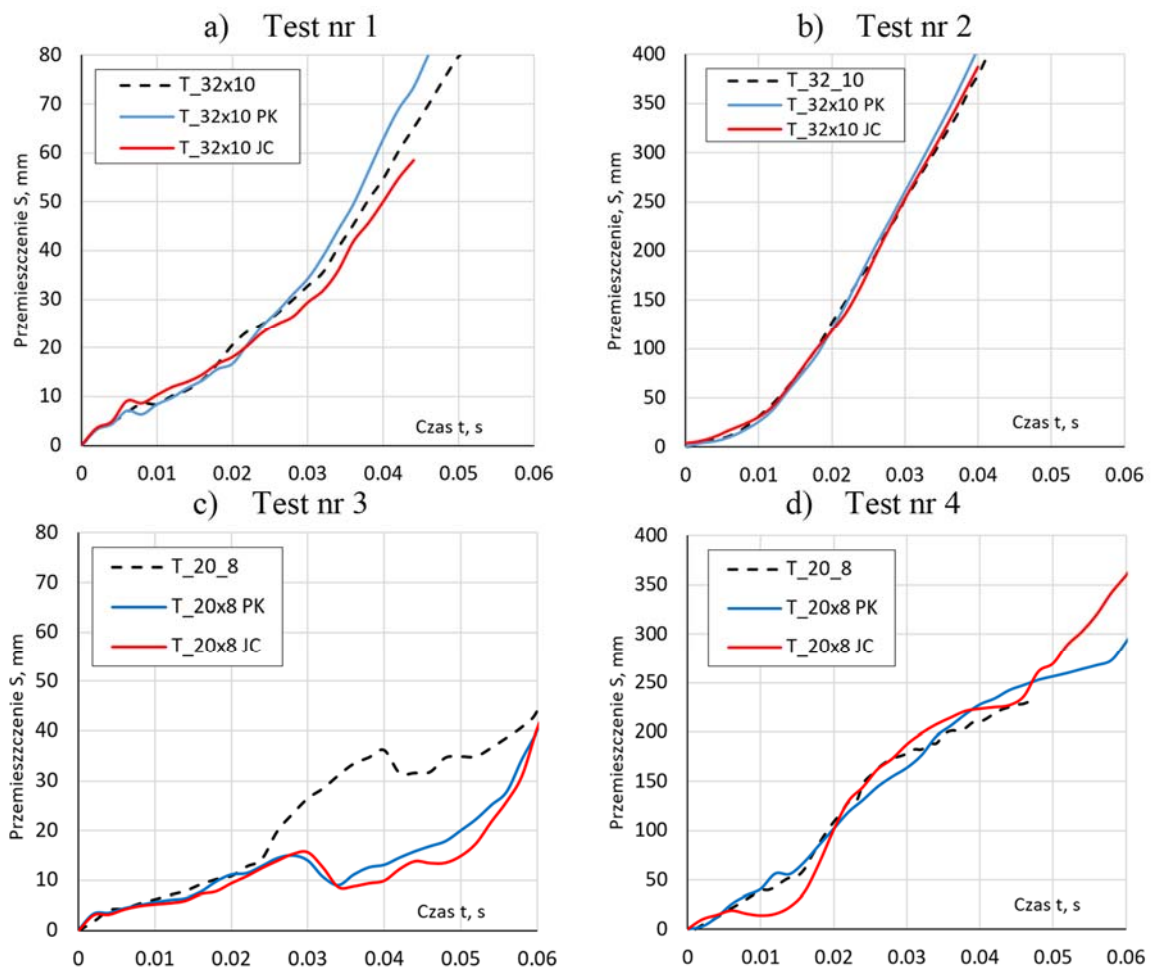 a) Test nr 1
Przemieszczenie S, mm
80
70
60
50
40
30
20
10
0
T_32x10
T_32x10 PK
T_32x10 JC
Czas t, s
0 0.01 0.02 0.03 0.04 0.05 0.06
b) Test nr 2
Przemieszczenie, S, mm
400
350
300
250
200
150
100
50
0
T_32_10
T_32x10 PK
T_32x10 JC
Czas t, s
0 0.01 0.02 0.03 0.04 0.05 0.06
c) Test nr 3
Przemieszzczenie S, mm
80
70
60
50
40
30
20
10
0
T_20_8
T_20x8 PK
T_20x8 JC
Czas t, s
0 0.01 0.02 0.03 0.04 0.05 0.06
d) Test nr 4
Przemieszczenie S, mm
400
350
300
250
200
150
100
50
0
T_20_8
T_20x8 PK
T_20x8 JC
Czas t, s
0 0.01 0.02 0.03 0.04 0.05 0.06